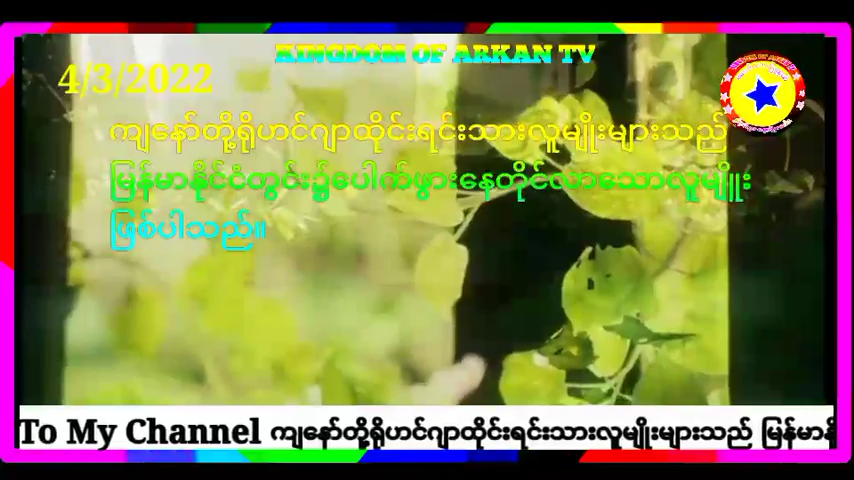 KINGDOM OF ARKAN TV
4/3/2022
ကျနော်တို့ရိုဟင်ဂျာထိုင်းရင်းသားလူမျိုးများသည်
မြန်မာနိုင်ငံတွင်း၌ပေါက်ဖွားနေတိုင်လာသောလူမျိူး
ဖြစ်ပါသည်။
To My Channel ကျနော်တို့ရိုဟင်ဂျာထိုင်းရင်းသားလူမျိုးများသည် မြန်မာနို